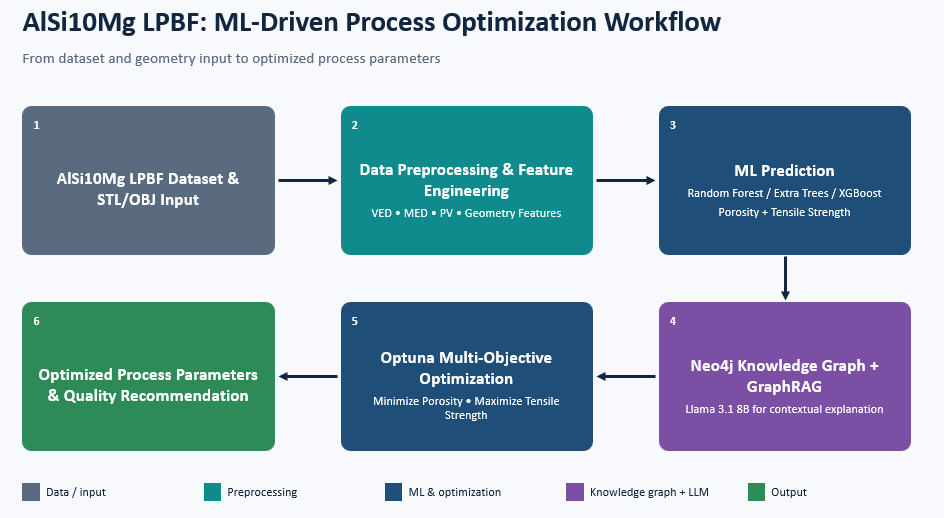 AlSi10Mg LPBF: ML-Driven Process Optimization Workflow
From dataset and geometry input to optimized process parameters
1
AlSi10Mg LPBF Dataset &
STL/OBJ Input
2
Data Preprocessing & Feature
Engineering
VED • MED • PV • Geometry Features
3
ML Prediction
Random Forest / Extra Trees / XGBoost
Porosity + Tensile Strength
6
Optimized Process Parameters
& Quality Recommendation
5
Optuna Multi-Objective
Optimization
Minimize Porosity • Maximize Tensile
Strength
4
Neo4j Knowledge Graph +
GraphRAG
Llama 3.1 8B for contextual explanation
Data / input
Preprocessing
ML & optimization
Knowledge graph + LLM
Output